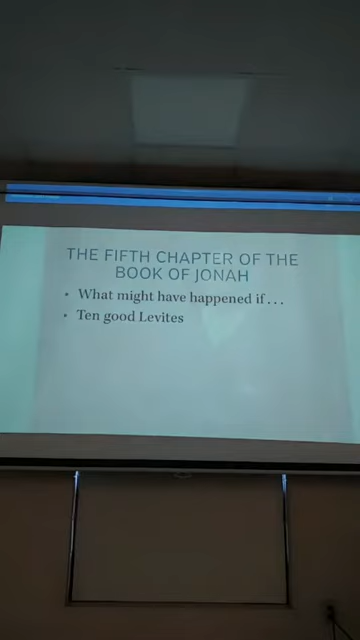 THE FIFTH CHAPTER OF THE
BOOK OF JONAH
• What might have happened if . . .
• Ten good Levites